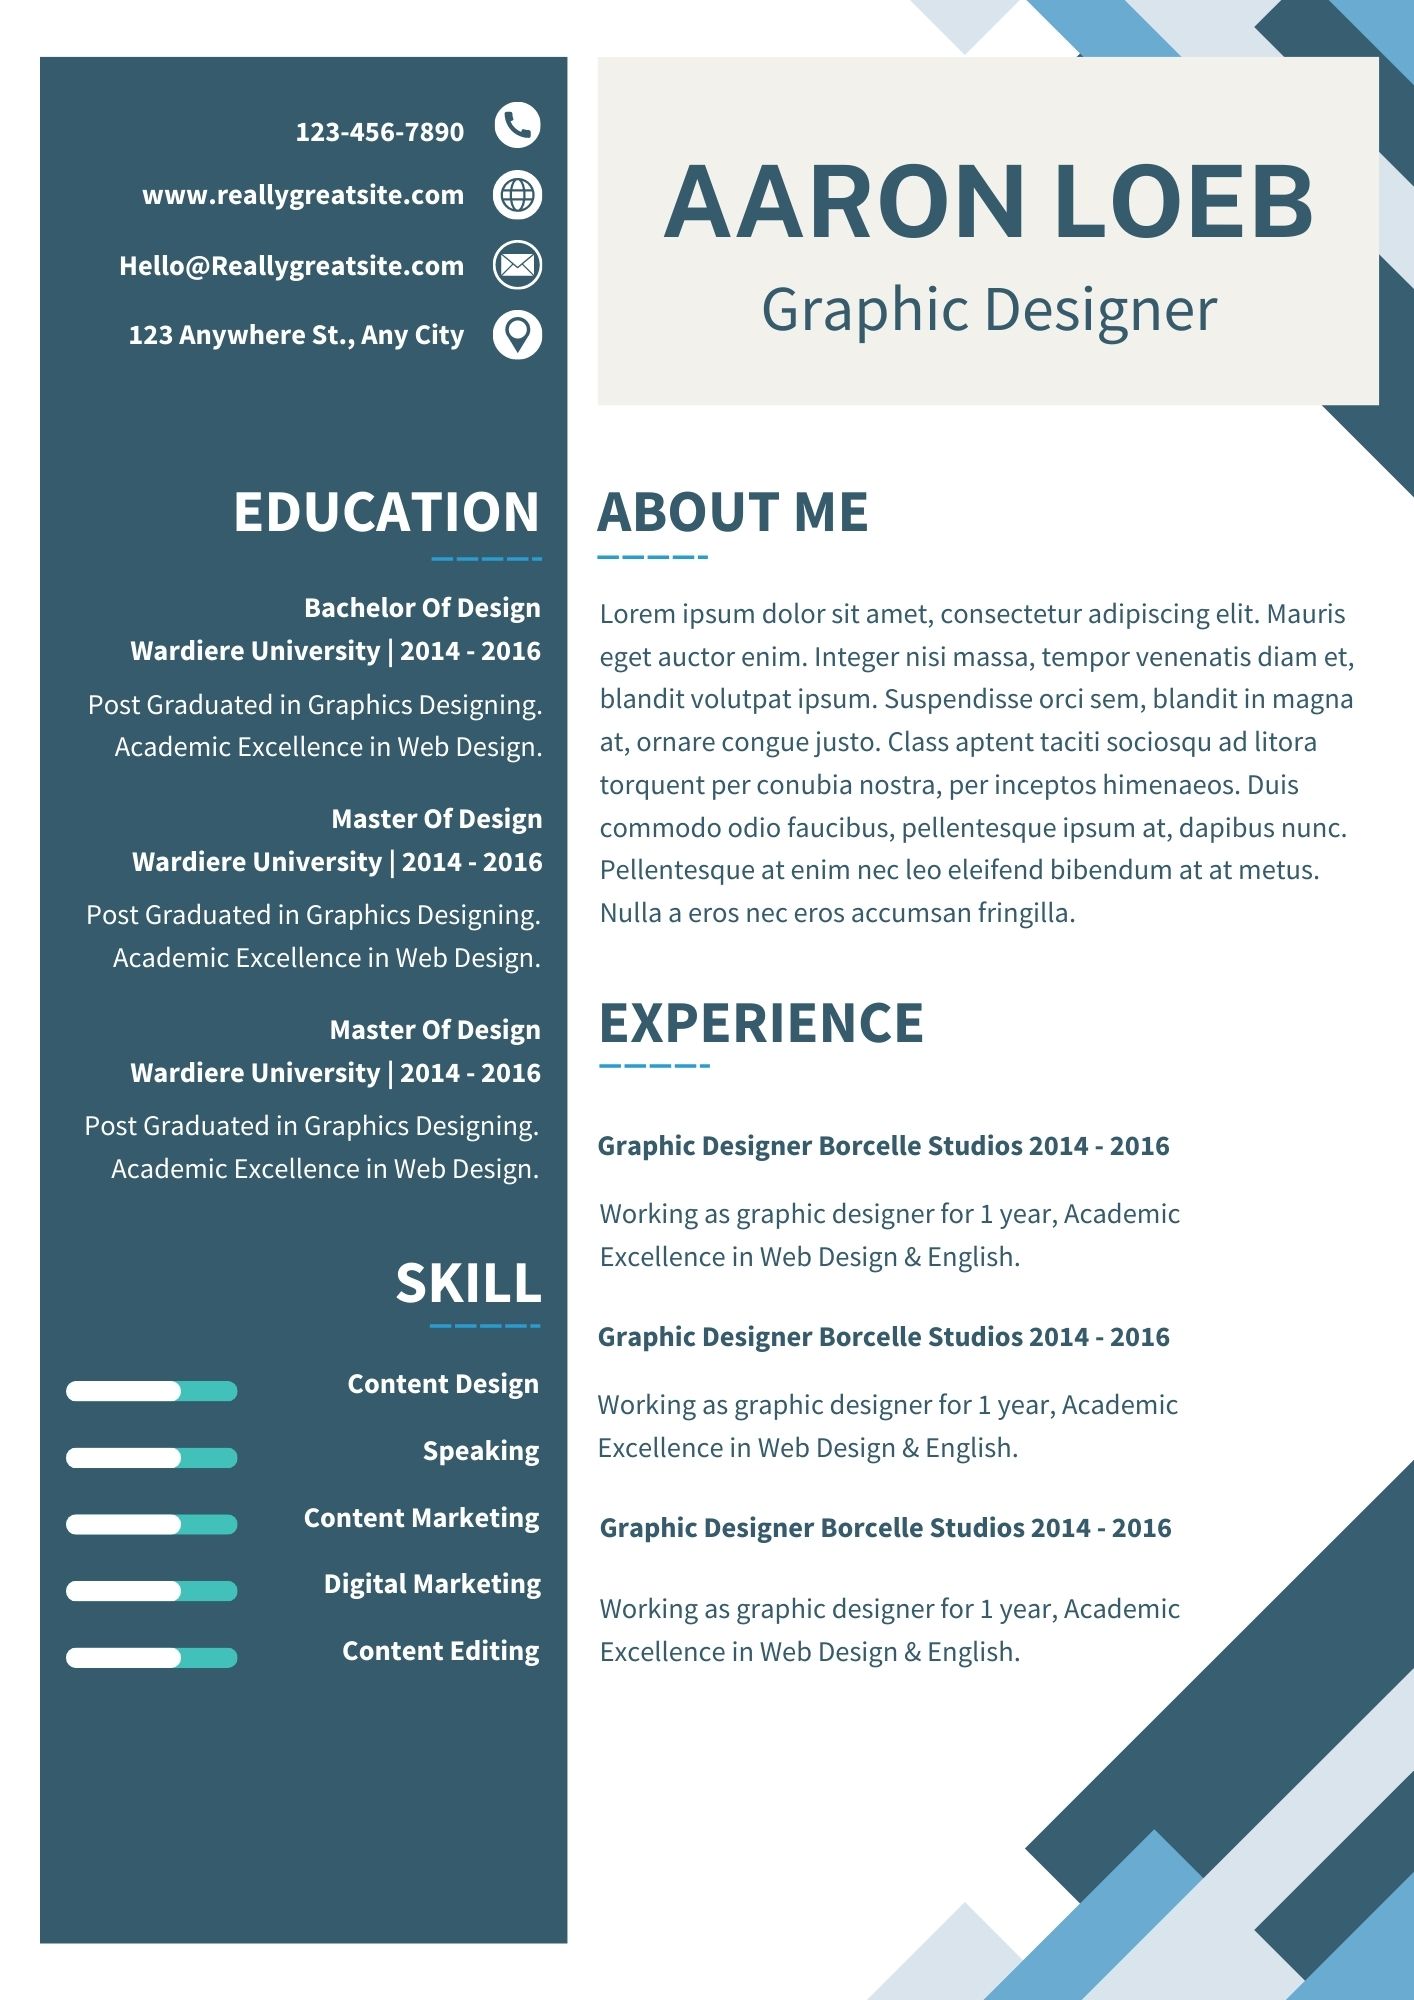 123-456-7890
www.reallygreatsite.com
Hello@Reallygreatsite.com
123 Anywhere St., Any City
EDUCATION
Bachelor Of Design
Wardiere University | 2014 - 2016
Post Graduated in Graphics Designing.
Academic Excellence in Web Design.
Master Of Design
Wardiere University | 2014 - 2016
Post Graduated in Graphics Designing.
Academic Excellence in Web Design.
Master Of Design
Wardiere University | 2014 - 2016
Post Graduated in Graphics Designing.
Academic Excellence in Web Design.
SKILL
Content Design
Speaking
Content Marketing
Digital Marketing
Content Editing
AARON LOEB
Graphic Designer
ABOUT ME
Lorem ipsum dolor sit amet, consectetur adipiscing elit. Mauris
eget auctor enim. Integer nisi massa, tempor venenatis diam et,
blandit volutpat ipsum. Suspendisse orci sem, blandit in magna
at, ornare congue justo. Class aptent taciti sociosqu ad litora
torquent per conubia nostra, per inceptos himenaeos. Duis
commodo odio faucibus, pellentesque ipsum at, dapibus nunc.
Pellentesque at enim nec leo eleifend bibendum at at metus.
Nulla a eros nec eros accumsan fringilla.
EXPERIENCE
Graphic Designer Borcelle Studios 2014 - 2016
Working as graphic designer for 1 year, Academic
Excellence in Web Design & English.
Graphic Designer Borcelle Studios 2014 - 2016
Working as graphic designer for 1 year, Academic
Excellence in Web Design & English.
Graphic Designer Borcelle Studios 2014 - 2016
Working as graphic designer for 1 year, Academic
Excellence in Web Design & English.